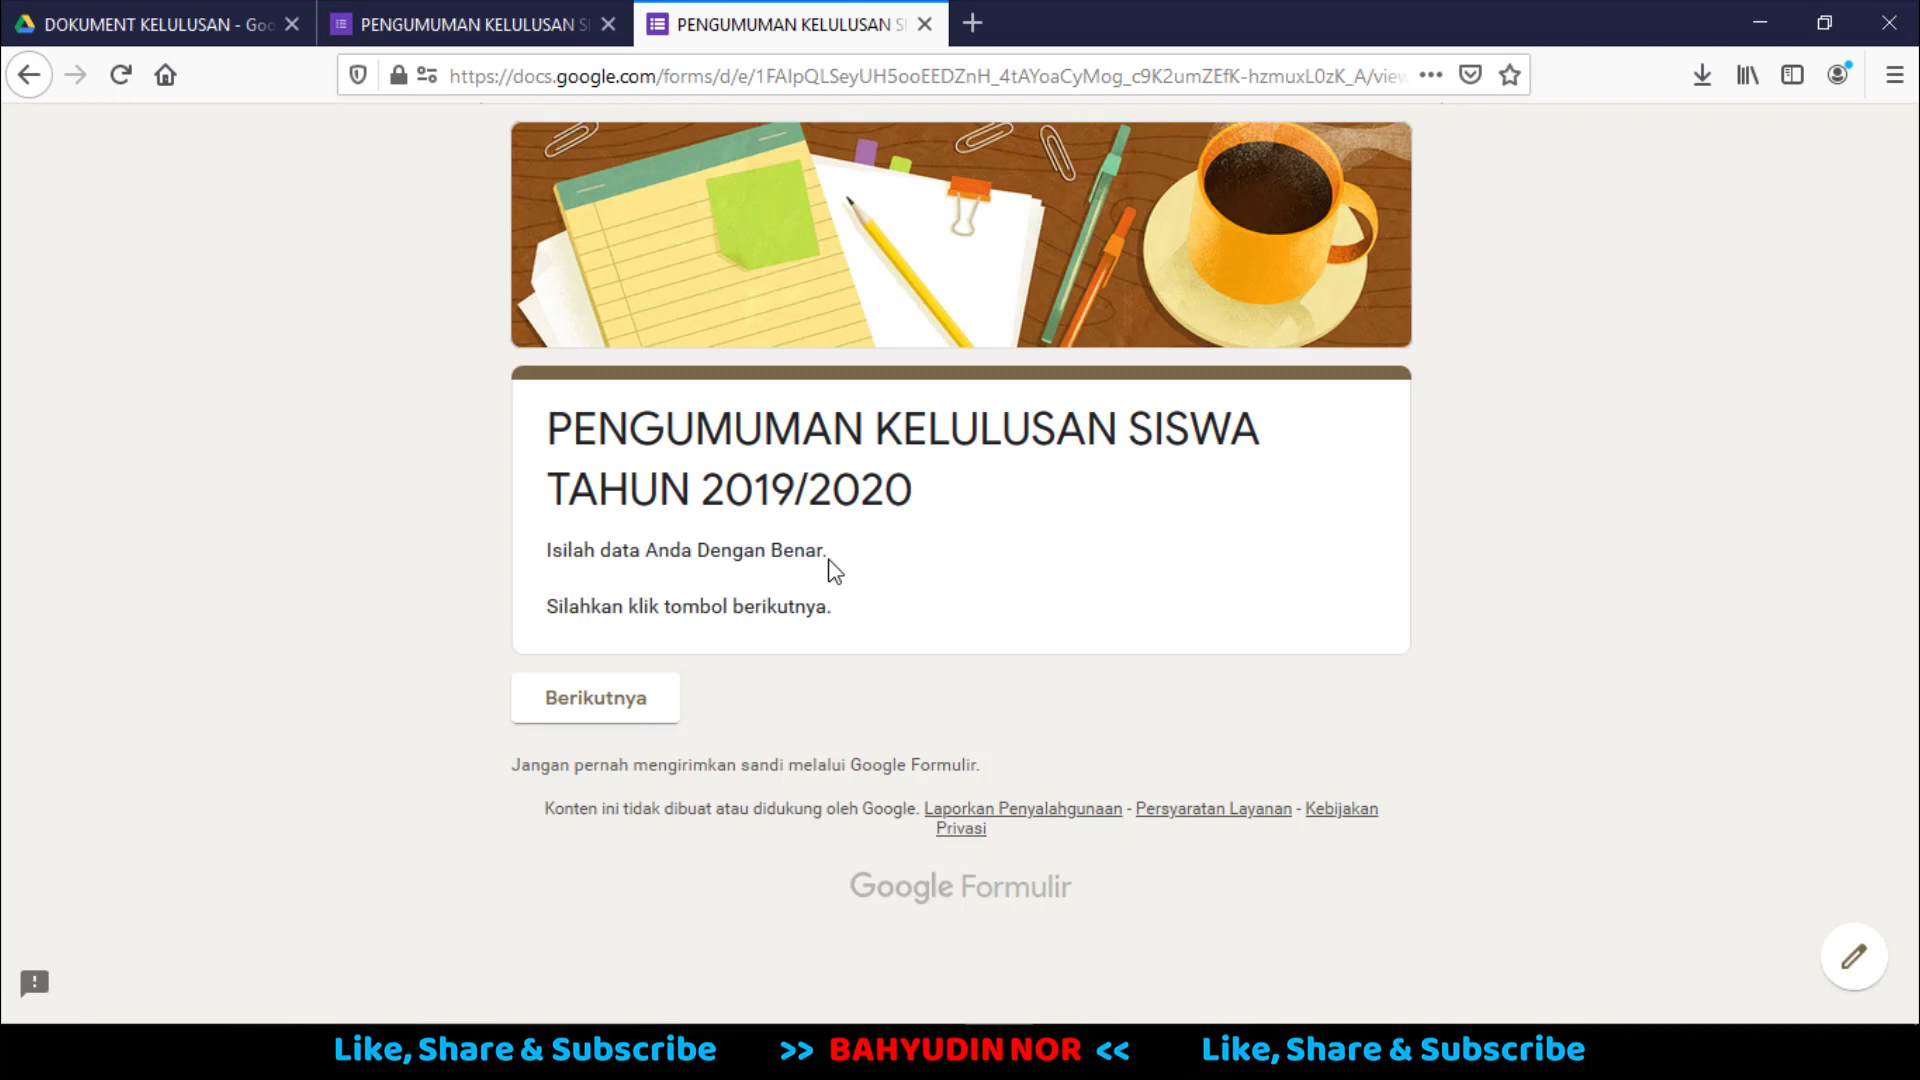 DOKUMENT KELULUSAN - Goo
PENGUMUMAN KELULUSAN S
PENGUMUMAN KELULUSAN S
https://docs.google.com/forms/d/e/1FAIpQLSeyUH5ooEEDZnH_4tAYoaCyMog_c9K2umZEfK-hzmuxL0zK_A/view
PENGUMUMAN KELULUSAN SISWA
TAHUN 2019/2020
Isilah data Anda Dengan Benar.
Silahkan klik tombol berikutnya.
Berikutnya
Jangan pernah mengirimkan sandi melalui Google Formulir.
Konten ini tidak dibuat atau didukung oleh Google. Laporkan Penyalahgunaan - Persyaratan Layanan - Kebijakan
Privasi
Google Formulir
Like, Share & Subscribe >> BAHYUDIN NOR << Like, Share & Subscribe